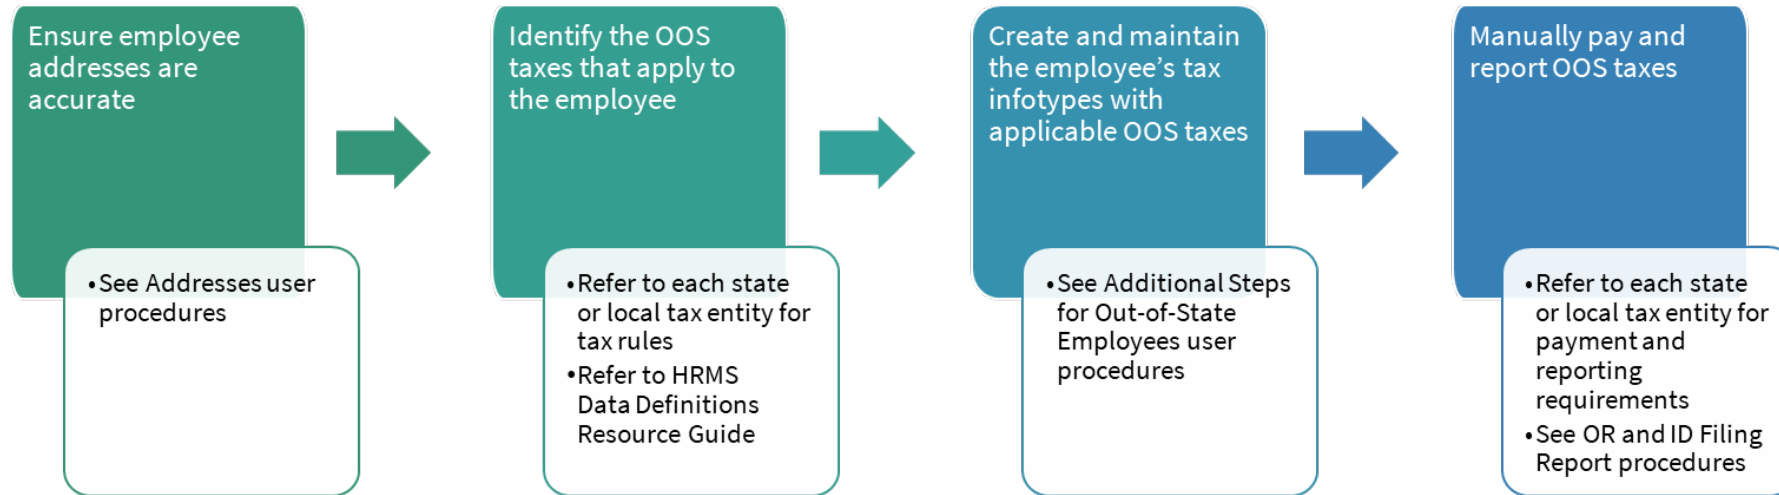 Ensure employee
addresses are
accurate
•See Addresses user
procedures
Identify the OOS
taxes that apply to
the employee
•Refer to each state
or local tax entity for
tax rules
•Refer to HRMS
Data Definitions
Resource Guide
Create and maintain
the employee’s tax
infotypes with
applicable OOS taxes
•See Additional Steps
for Out-of-State
Employees user
procedures
Manually pay and
report OOS taxes
•Refer to each state
or local tax entity for
payment and
reporting
requirements
•See OR and ID Filing
Report procedures